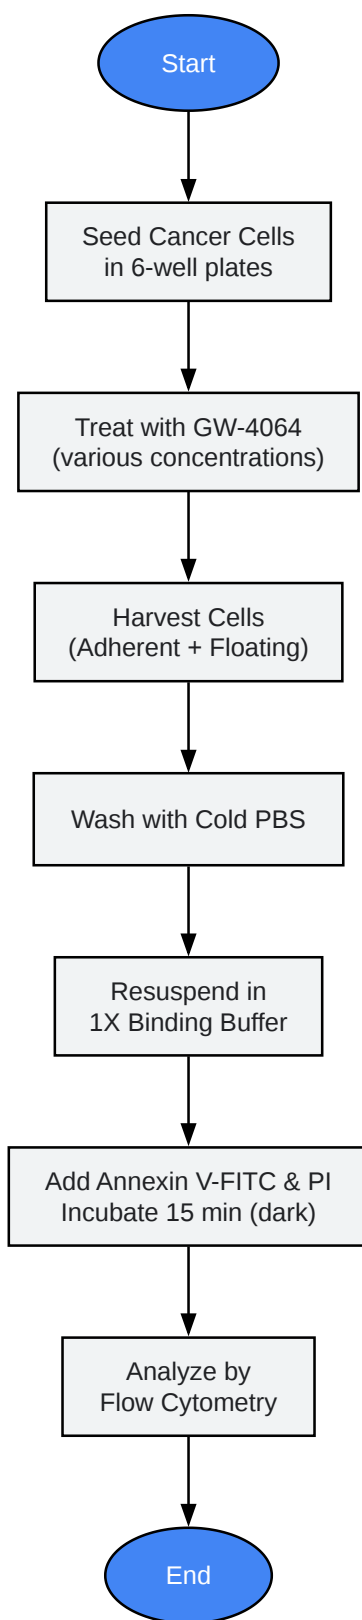 Start
Seed Cancer Cells
in 6-well plates
Treat with GW-4064
(various concentrations)
Harvest Cells
(Adherent + Floating)
Wash with Cold PBS
Resuspend in
1X Binding Buffer
Add Annexin V-FITC & PI
Incubate 15 min (dark)
Analyze by
Flow Cytometry
End